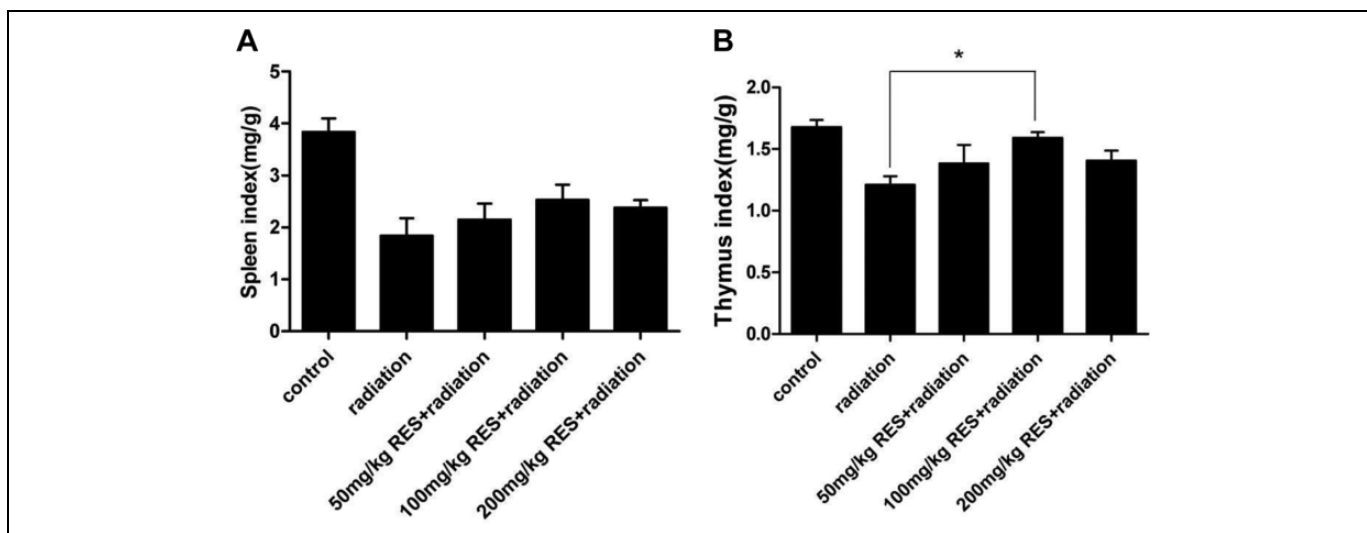 A
Spleen index(mg/g)
5
4
3
2
1
0
control
radiation
50mg/kg RES+radiation
100mg/kg RES+radiation
200mg/kg RES+radiation
B
*
Thymus index(mg/g)
2.0
1.5
1.0
0.5
0.0
control
radiation
50mg/kg RES+radiation
100mg/kg RES+radiation
200mg/kg RES+radiation